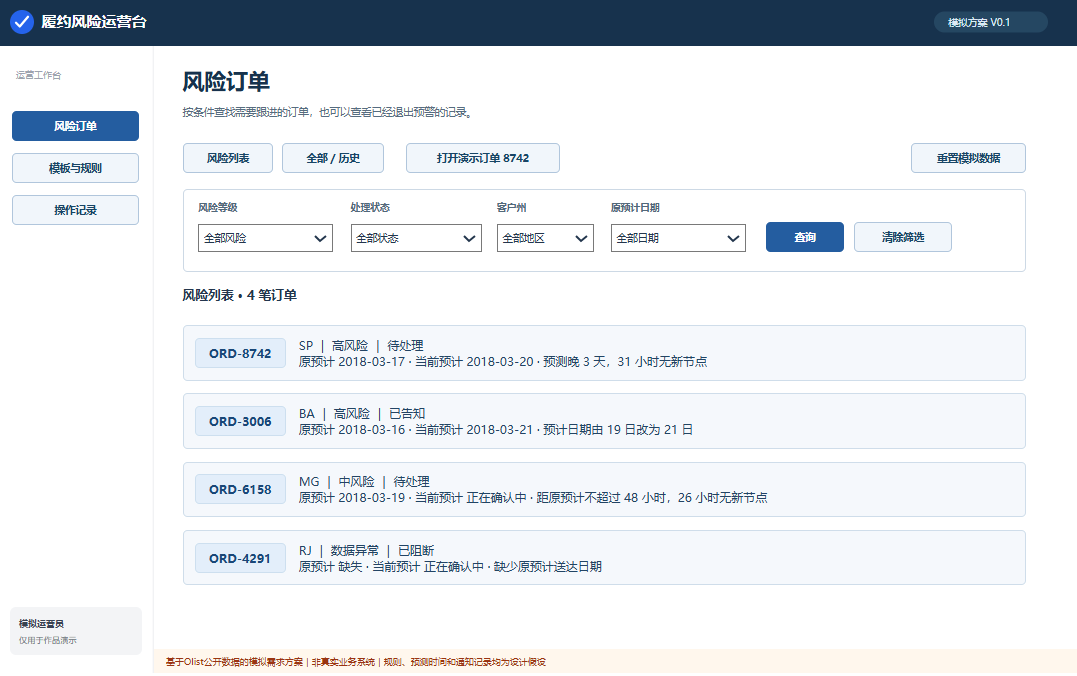 履约风险运营台
模拟方案 V0.1
运营工作台
风险订单
模板与规则
操作记录
风险订单
按条件查找需要跟进的订单，也可以查看已经退出预警的记录。
风险列表
全部 / 历史
打开演示订单 8742
重置模拟数据
风险等级
处理状态
客户州
原预计日期
全部风险
全部状态
全部地区
全部日期
查询
清除筛选
风险列表 • 4 笔订单
ORD-8742
SP ｜ 高风险 ｜ 待处理
原预计 2018-03-17 · 当前预计 2018-03-20 · 预测晚 3 天，31 小时无新节点
ORD-3006
BA ｜ 高风险 ｜ 已告知
原预计 2018-03-16 · 当前预计 2018-03-21 · 预计日期由 19 日改为 21 日
ORD-6158
MG ｜ 中风险 ｜ 待处理
原预计 2018-03-19 · 当前预计 正在确认中 · 距原预计不超过 48 小时，26 小时无新节点
ORD-4291
RJ ｜ 数据异常 ｜ 已阻断
原预计 缺失 · 当前预计 正在确认中 · 缺少原预计送达日期
模拟运营员
仅用于作品演示
基于Olist公开数据的模拟需求方案｜非真实业务系统｜规则、预测时间和通知记录均为设计假设